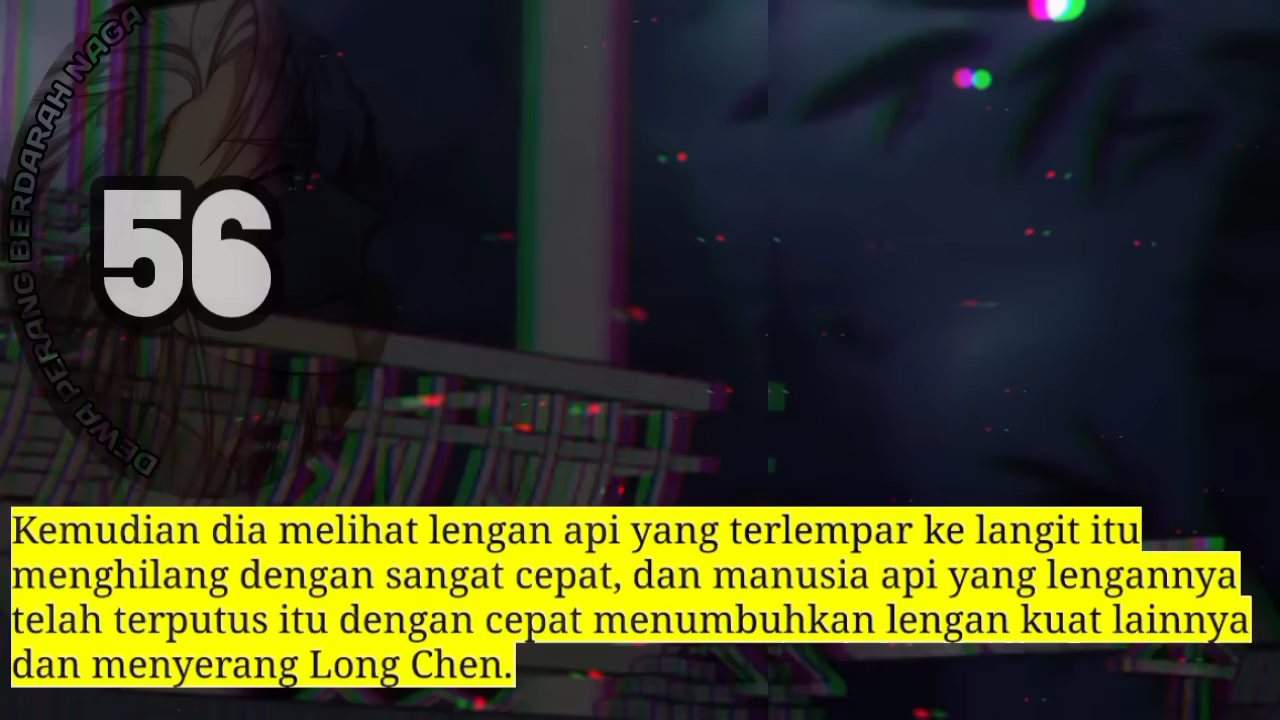 DEWA PERANG BERDARAH NAGA
56
Kemudian dia melihat lengan api yang terlempar ke langit itu
menghilang dengan sangat cepat, dan manusia api yang lengannya
telah terputus itu dengan cepat menumbuhkan lengan kuat lainnya
dan menyerang Long Chen.